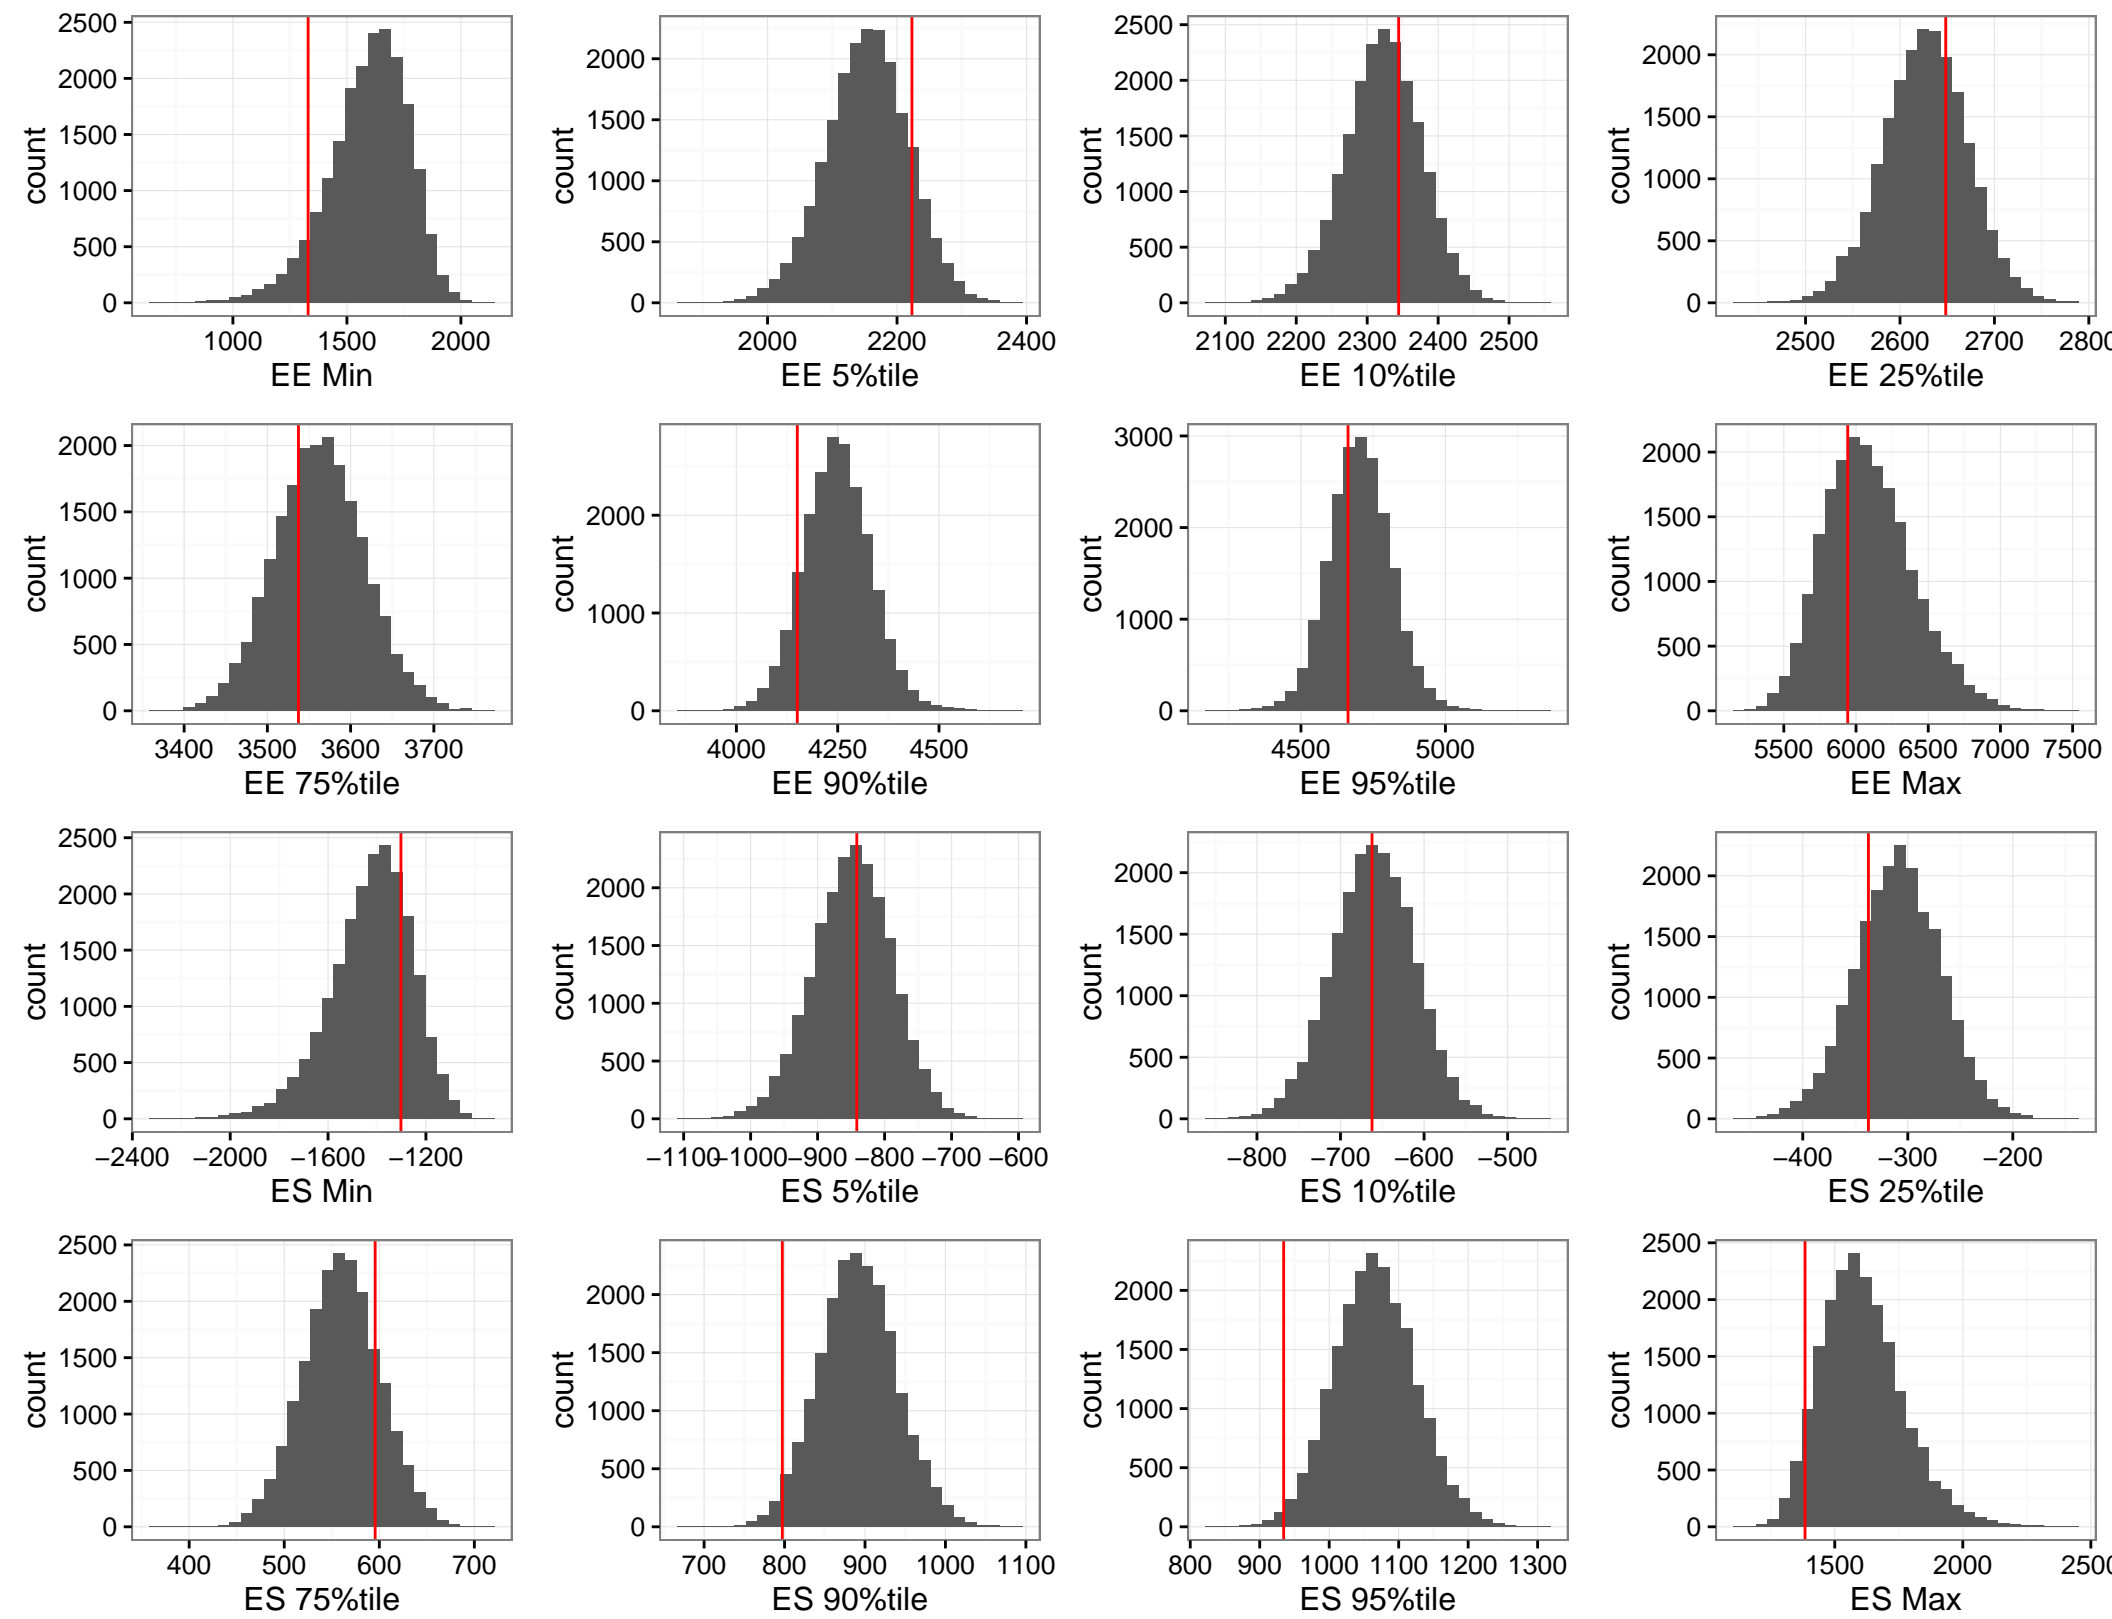 2500
2000
1500
1000
500
0
count
1000 1500 2000
EE Min
2000
1500
1000
500
0
count
2000 2200 2400
EE 5%tile
2500
2000
1500
1000
500
0
count
2100 2200 2300 2400 2500
EE 10%tile
2000
1500
1000
500
0
count
2500 2600 2700 2800
EE 25%tile
2000
1500
1000
500
0
count
3400 3500 3600 3700
EE 75%tile
2000
1000
0
count
4000 4250 4500
EE 90%tile
3000
2000
1000
0
count
4500 5000
EE 95%tile
2000
1500
1000
500
0
count
5500 6000 6500 7000 7500
EE Max
2500
2000
1500
1000
500
0
count
−2400 −2000 −1600 −1200
ES Min
2000
1500
1000
500
0
count
−1100 −1000 −900 −800 −700 −600
ES 5%tile
2000
1500
1000
500
0
count
−800 −700 −600 −500
ES 10%tile
2000
1500
1000
500
0
count
−400 −300 −200
ES 25%tile
2500
2000
1500
1000
500
0
count
400 500 600 700
ES 75%tile
2000
1500
1000
500
0
count
700 800 900 1000 1100
ES 90%tile
2000
1500
1000
500
0
count
800 900 1000 1100 1200 1300
ES 95%tile
2500
2000
1500
1000
500
0
count
1500 2000 2500
ES Max